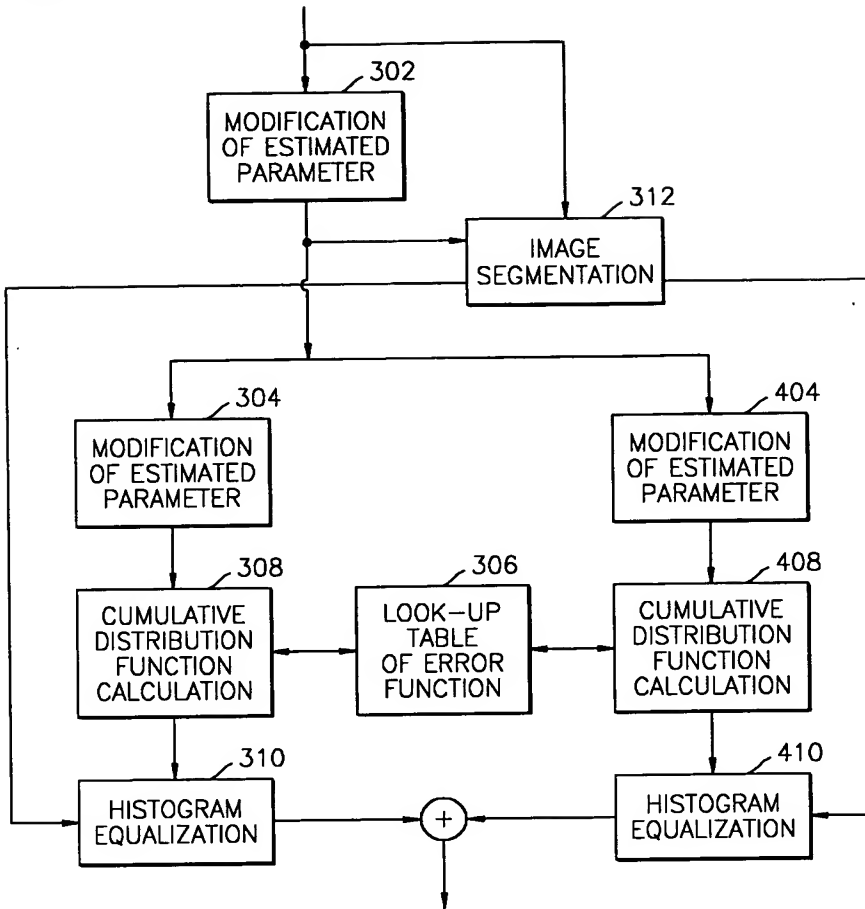 302
MODIFICATION
OF ESTIMATED
PARAMETER
312
IMAGE
SEGMENTATION
304
MODIFICATION
OF ESTIMATED
PARAMETER
404
MODIFICATION
OF ESTIMATED
PARAMETER
308
CUMULATIVE
DISTRIBUTION
FUNCTION
CALCULATION
306
LOOK-UP
TABLE
OF ERROR
FUNCTION
408
CUMULATIVE
DISTRIBUTION
FUNCTION
CALCULATION
310
HISTOGRAM
EQUALIZATION
+
410
HISTOGRAM
EQUALIZATION